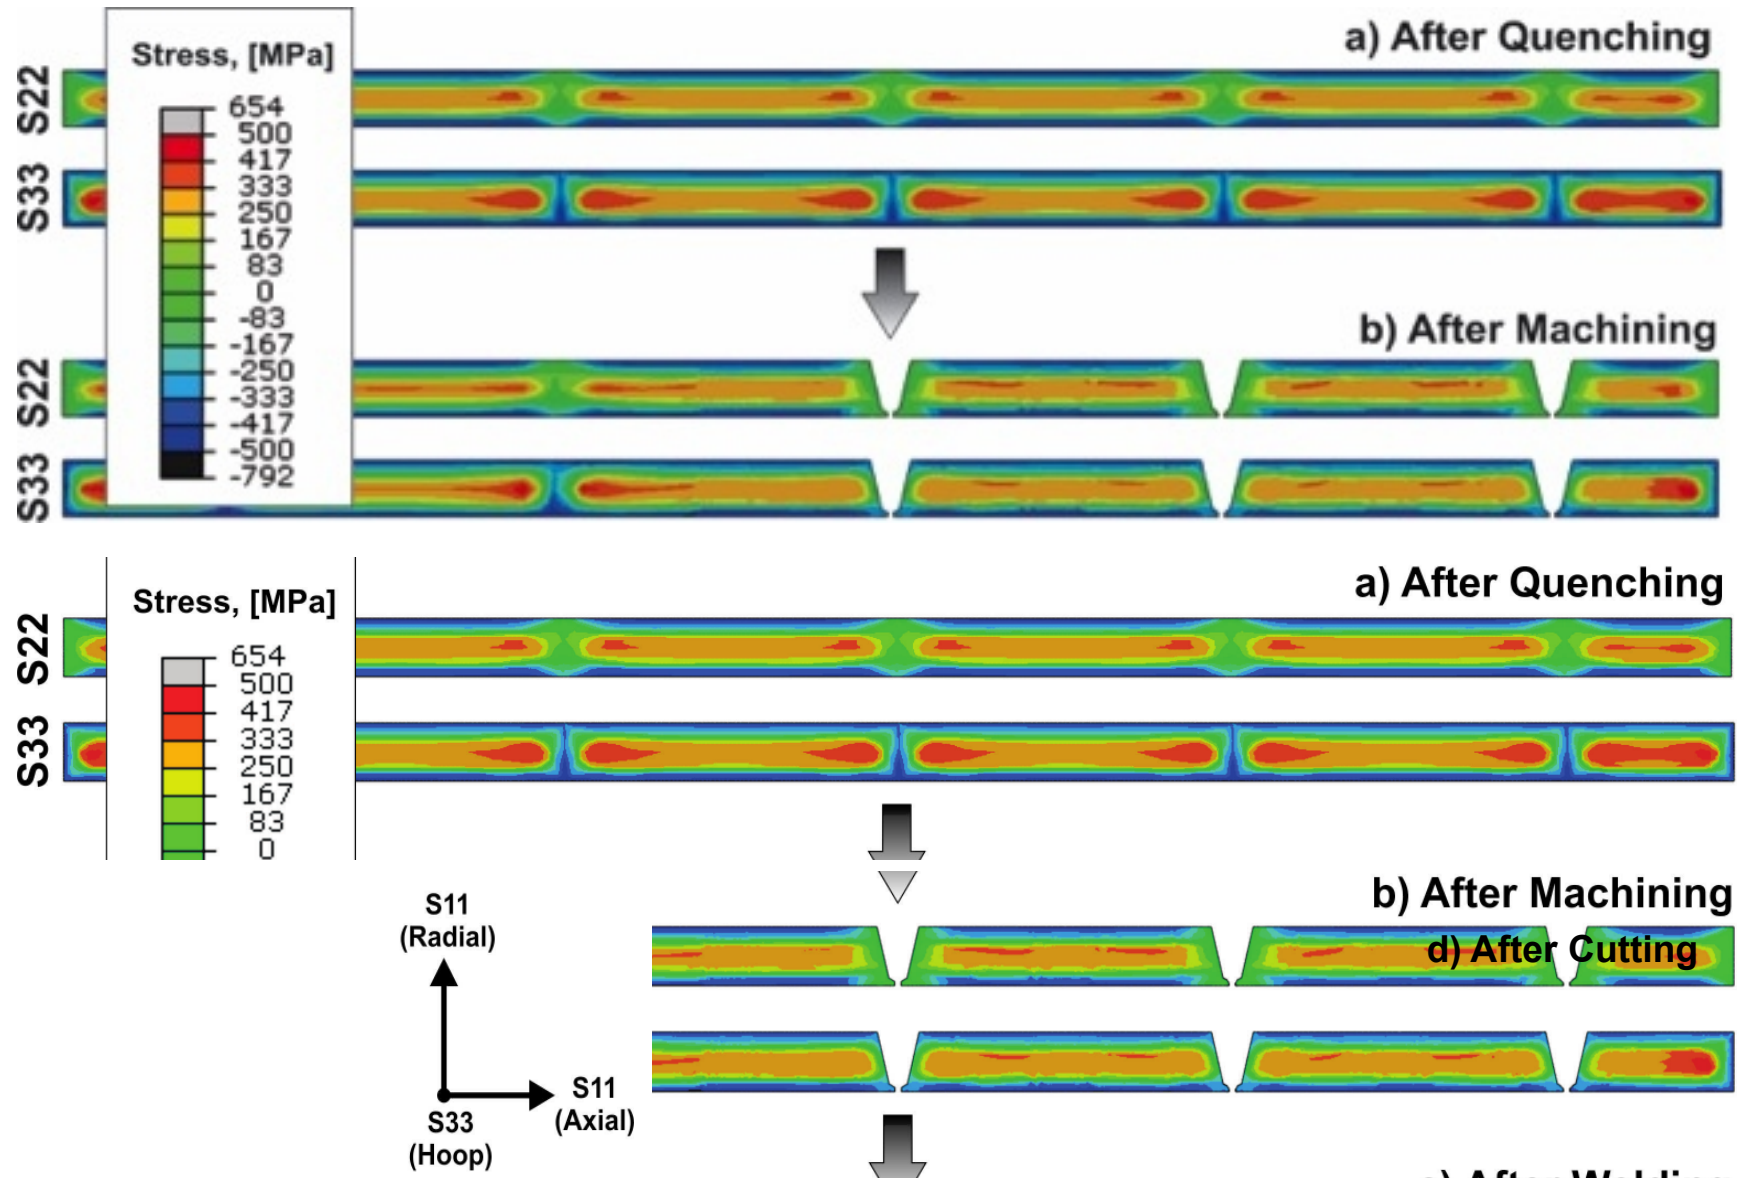 Stress, [MPa]
a) After Quenching
S22
654
500
417
333
250
167
83
0
-83
-167
-250
-333
-417
-500
-792
S33
b) After Machining
S22
S33
Stress, [MPa]
a) After Quenching
S22
654
500
417
333
250
167
83
0
S33
b) After Machining
d) After Cutting
S11
(Radial)
S11
(Axial)
S33
(Hoop)